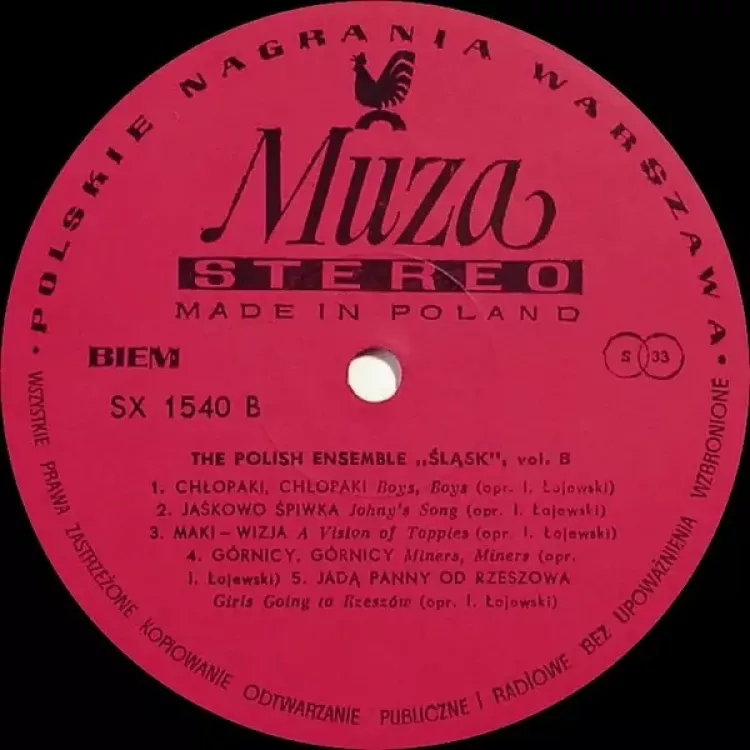 • POLSKIE NAGRANIA WARSZAWA •
Muza
STEREO
MADE IN POLAND
BIEM
S 33
SX 1540 B
THE POLISH ENSEMBLE „ŚLĄSK”, vol. 8
1. CHŁOPAKI, CHŁOPAKI Boys, Boys (opr. I. Łojewski)
2. JAŚKOWO ŚPIWKA Johny's Song (opr. I. Łojewski)
3. MAKI – WIZJA A Vision of Toppies (opr. I. Łojewski)
4. GÓRNICY, GÓRNICY Miners, Miners (opr.
I. Łojewski) 5. JADĄ PANNY OD RZESZOWA
Girls Going to Rzeszów (opr. I. Łojewski)
WSZYSTKIE PRAWA ZASTRZEŻONE KOPIOWANIE ODTWARZANIE PUBLICZNE I RADIOWE BEZ UPOWAŻNIENIA WZBRONIONE